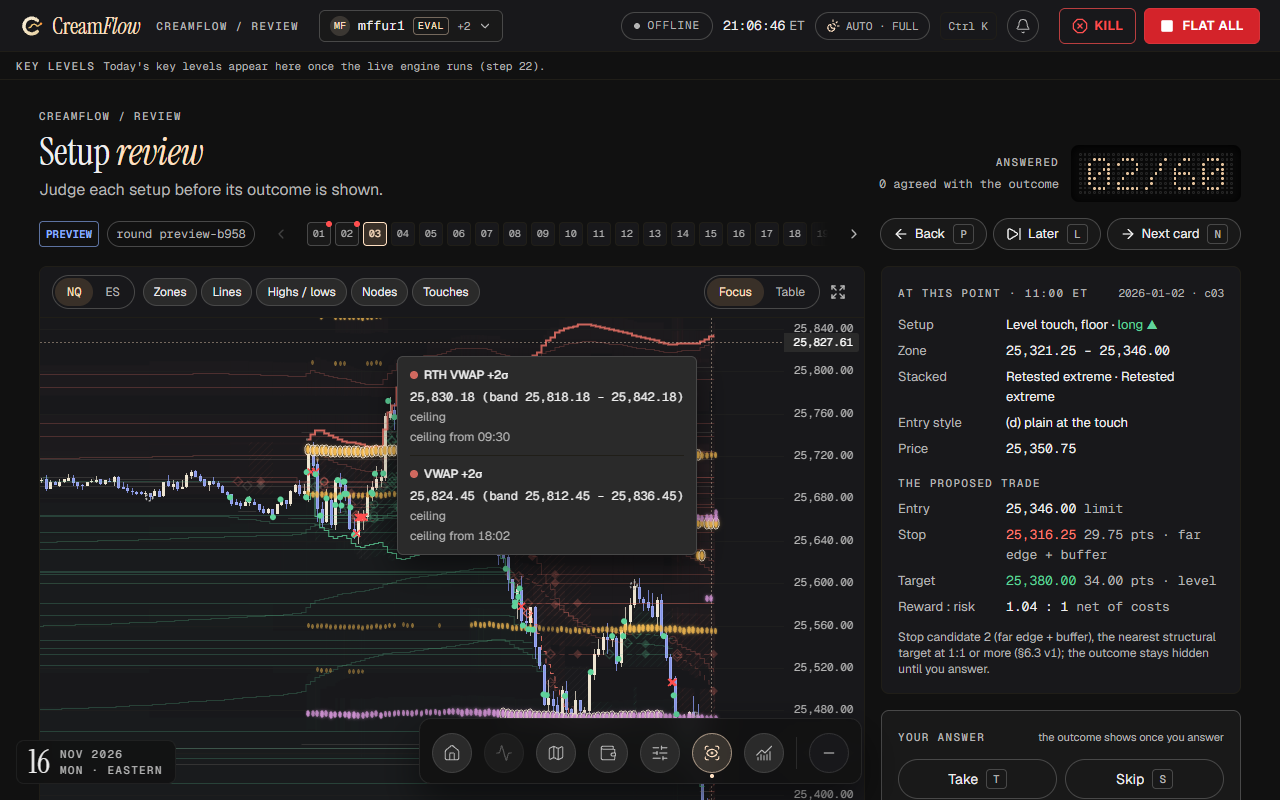 CreamFlow CREAMFLOW / REVIEW MF mffur1 EVAL +2 OFFLINE 21:06:46 ET AUTO · FULL Ctrl K KILL FLAT ALL
KEY LEVELS Today's key levels appear here once the live engine runs (step 22).
CREAMFLOW / REVIEW
Setup review
Judge each setup before its outcome is shown.
ANSWERED
0 agreed with the outcome
02/60
PREVIEW round preview-b958 01 02 03 04 05 06 07 08 09 10 11 12 13 14 15 16 17 18
Back P Later L Next card N
NQ ES Zones Lines Highs / lows Nodes Touches Focus Table
25,840.00
25,827.61
25,800.00
25,760.00
25,720.00
25,680.00
25,640.00
25,600.00
25,560.00
25,520.00
25,480.00
25,400.00
RTH VWAP +2σ
25,830.18 (band 25,818.18 – 25,842.18)
ceiling
ceiling from 09:30
VWAP +2σ
25,824.45 (band 25,812.45 – 25,836.45)
ceiling
ceiling from 18:02
AT THIS POINT · 11:00 ET 2026-01-02 · c03
Setup Level touch, floor · long ▲
Zone 25,321.25 – 25,346.00
Stacked Retested extreme · Retested
extreme
Entry style (d) plain at the touch
Price 25,350.75
THE PROPOSED TRADE
Entry 25,346.00 limit
Stop 25,316.25 29.75 pts · far
edge + buffer
Target 25,380.00 34.00 pts · level
Reward : risk 1.04 : 1 net of costs
Stop candidate 2 (far edge + buffer), the nearest structural
target at 1:1 or more (§6.3 v1); the outcome stays hidden
until you answer.
YOUR ANSWER the outcome shows once you answer
Take T Skip S
16 NOV 2026
MON · EASTERN